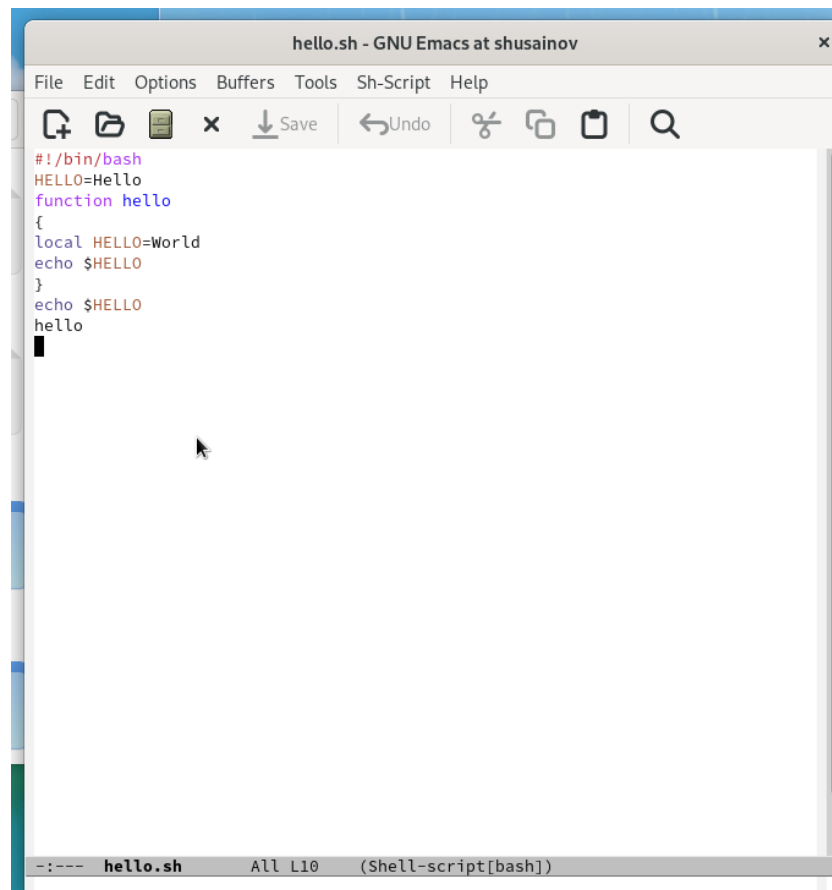 hello.sh - GNU Emacs at shusainov
File Edit Options Buffers Tools Sh-Script Help
Save Undo
#!/bin/bash
HELLO=Hello
function hello
{
local HELLO=World
echo $HELLO
}
echo $HELLO
hello
-:--- hello.sh All L10 (Shell-script[bash])